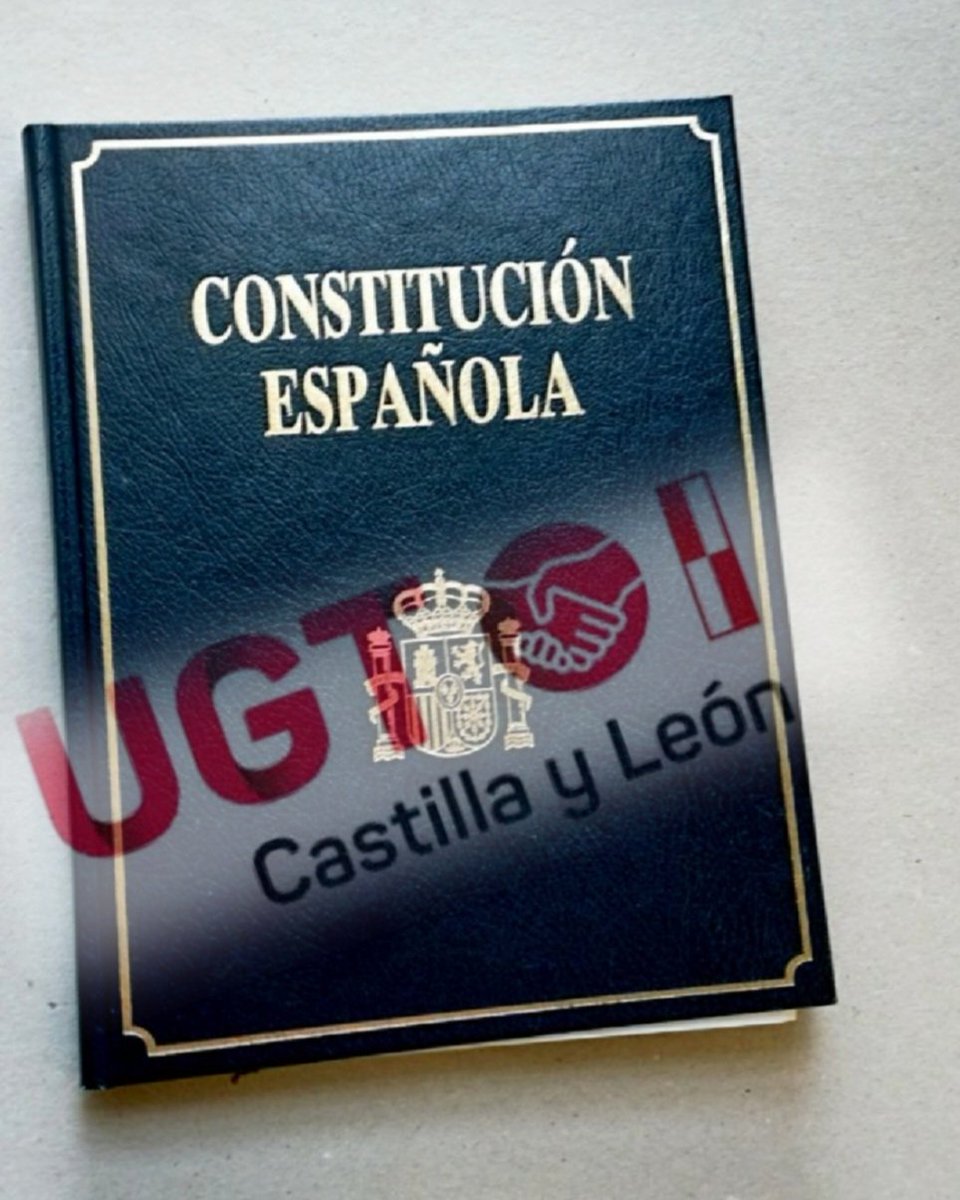 CONSTITUCIÓN
ESPAÑOLA
UGT
Castilla y León